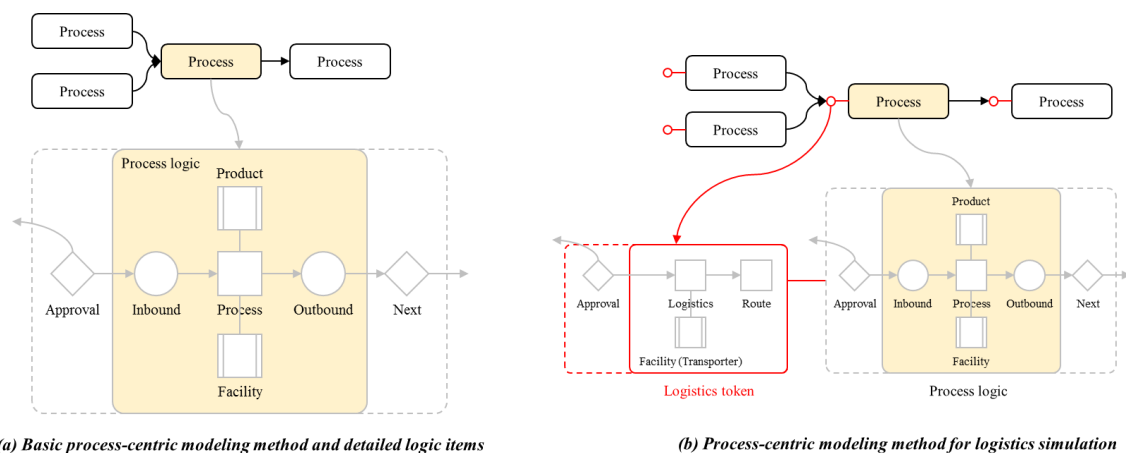 Process
Process
Process
Process
Process logic
Product
Approval
Inbound
Process
Outbound
Next
Facility
(a) Basic process-centric modeling method and detailed logic items
Process
Process
Process
Process
Approval
Logistics
Route
Facility (Transporter)
Logistics token
Product
Approval
Inbound
Process
Outbound
Next
Facility
Process logic
(b) Process-centric modeling method for logistics simulation